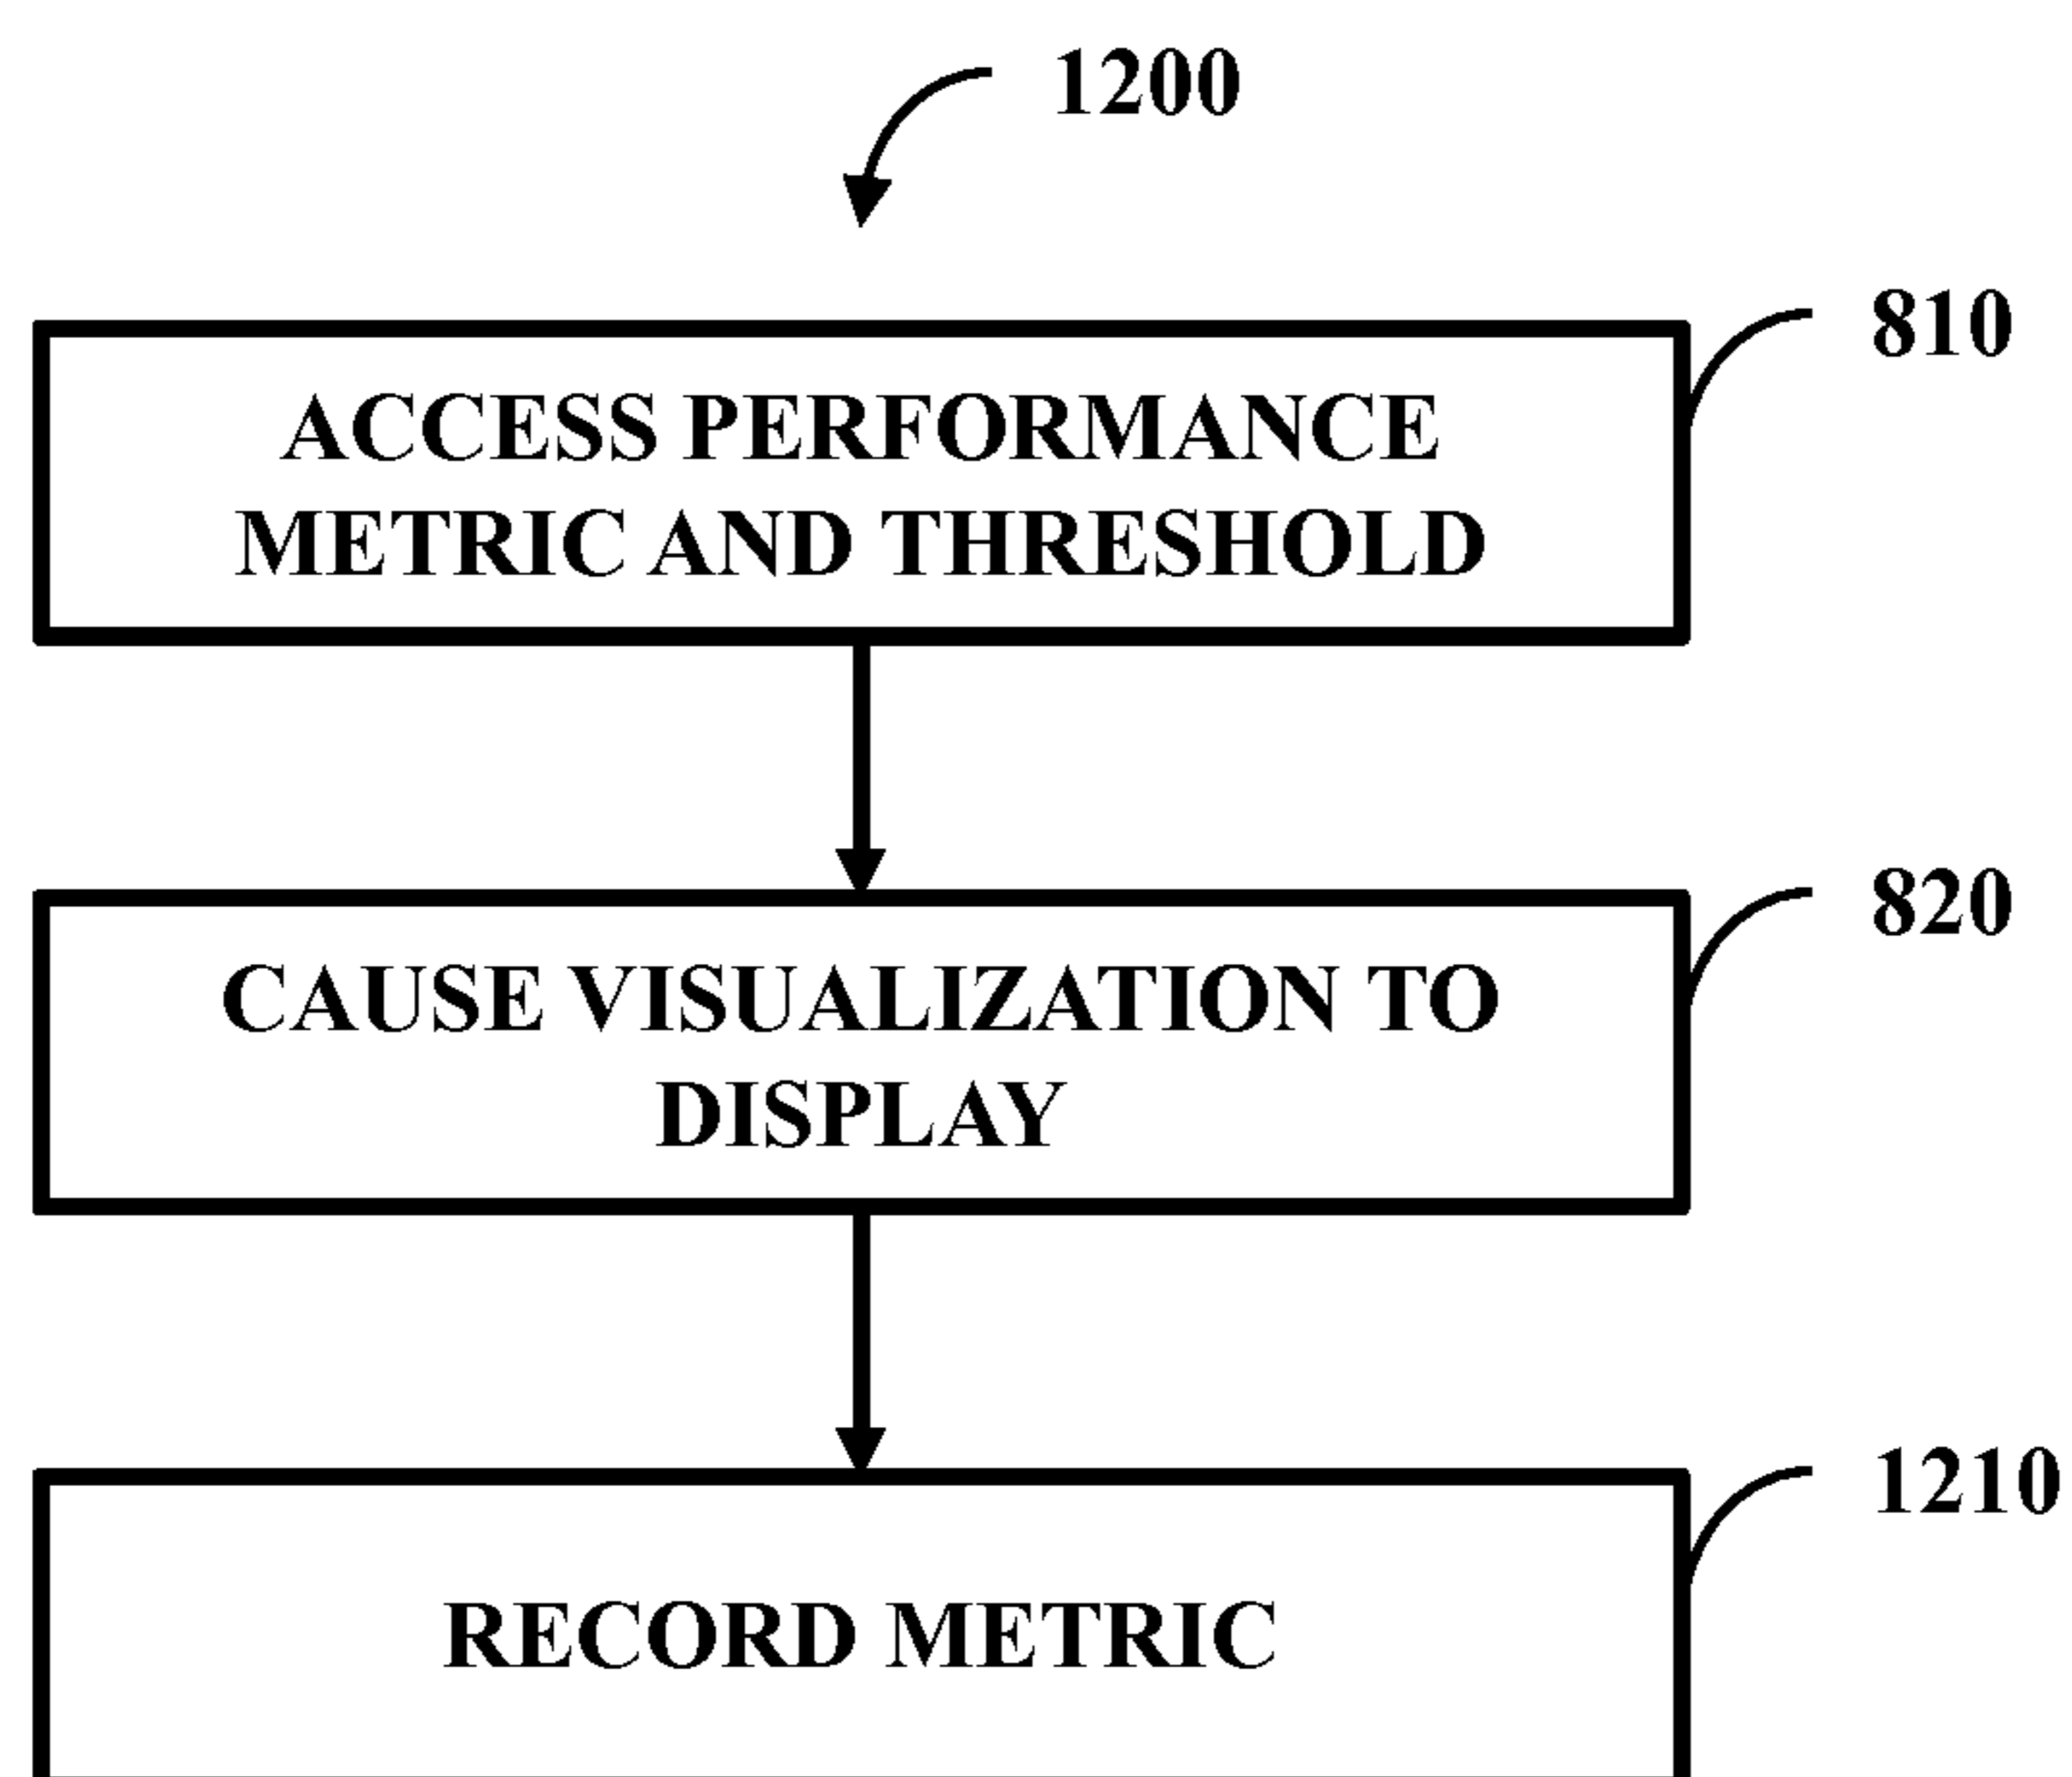 1200
810
ACCESS PERFORMANCE
METRIC AND THRESHOLD
820
CAUSE VISUALIZATION TO
DISPLAY
1210
RECORD METRIC